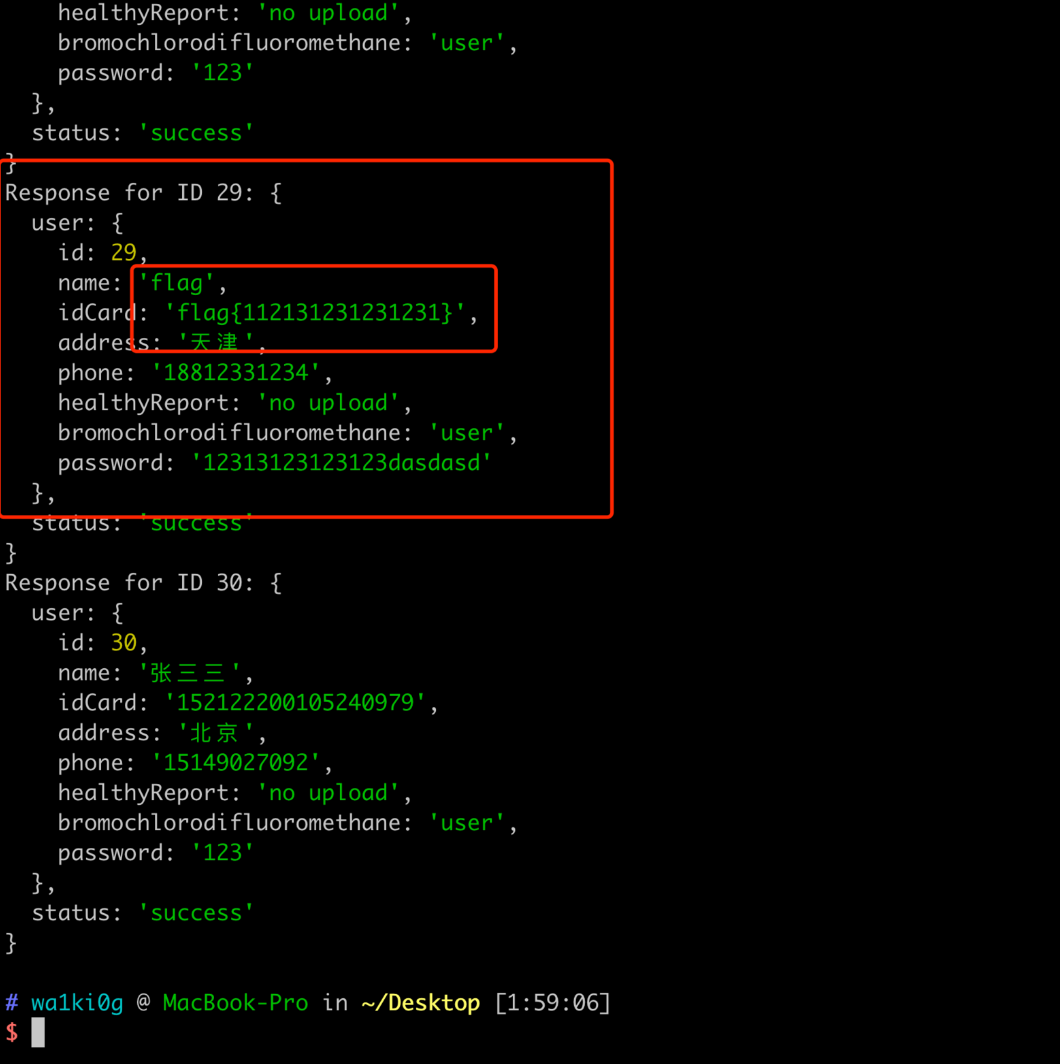 healthyReport: 'no upload',
bromochlorodifluoromethane: 'user',
password: '123'
},
status: 'success'
}
Response for ID 29: {
user: {
id: 29,
name: 'flag',
idCard: 'flag{112131231231231}',
address: '天津',
phone: '18812331234',
healthyReport: 'no upload',
bromochlorodifluoromethane: 'user',
password: '12313123123123dasdasd'
},
status: 'success'
}
Response for ID 30: {
user: {
id: 30,
name: '张三三',
idCard: '152122200105240979',
address: '北京',
phone: '15149027092',
healthyReport: 'no upload',
bromochlorodifluoromethane: 'user',
password: '123'
},
status: 'success'
}
# wa1ki0g @ MacBook-Pro in ~/Desktop [1:59:06]
$